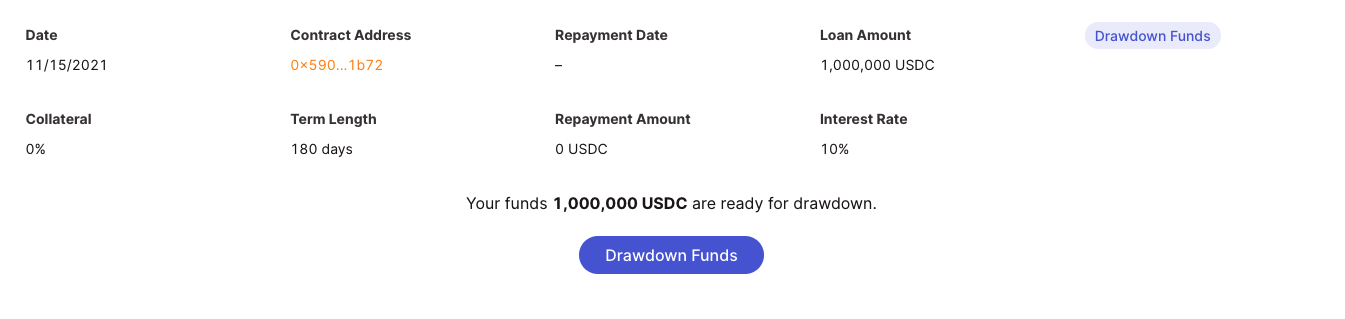 Date Contract Address Repayment Date Loan Amount Drawdown Funds
11/15/2021 0x590...1b72 – 1,000,000 USDC
Collateral Term Length Repayment Amount Interest Rate
0% 180 days 0 USDC 10%
Your funds 1,000,000 USDC are ready for drawdown.
Drawdown Funds